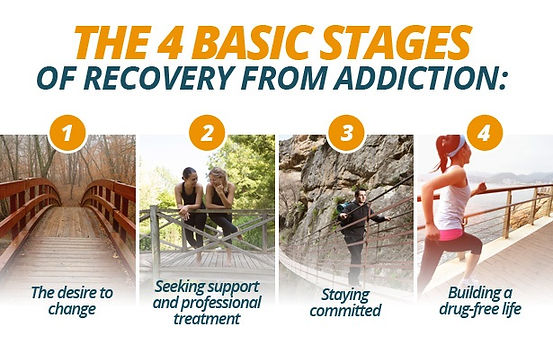 THE 4 BASIC STAGES
OF RECOVERY FROM ADDICTION:
1
2
3
4
The desire to
change
Seeking support
and professional
treatment
Staying
committed
Building a
drug-free life